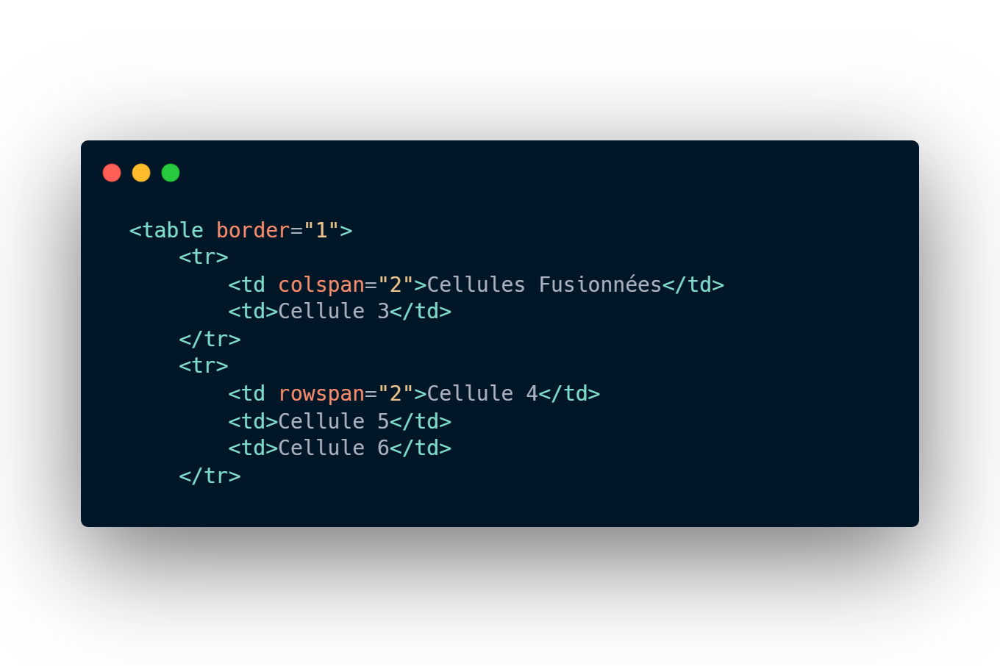 <table border="1">
    <tr>
        <td colspan="2">Cellules Fusionnées</td>
        <td>Cellule 3</td>
    </tr>
    <tr>
        <td rowspan="2">Cellule 4</td>
        <td>Cellule 5</td>
        <td>Cellule 6</td>
    </tr>